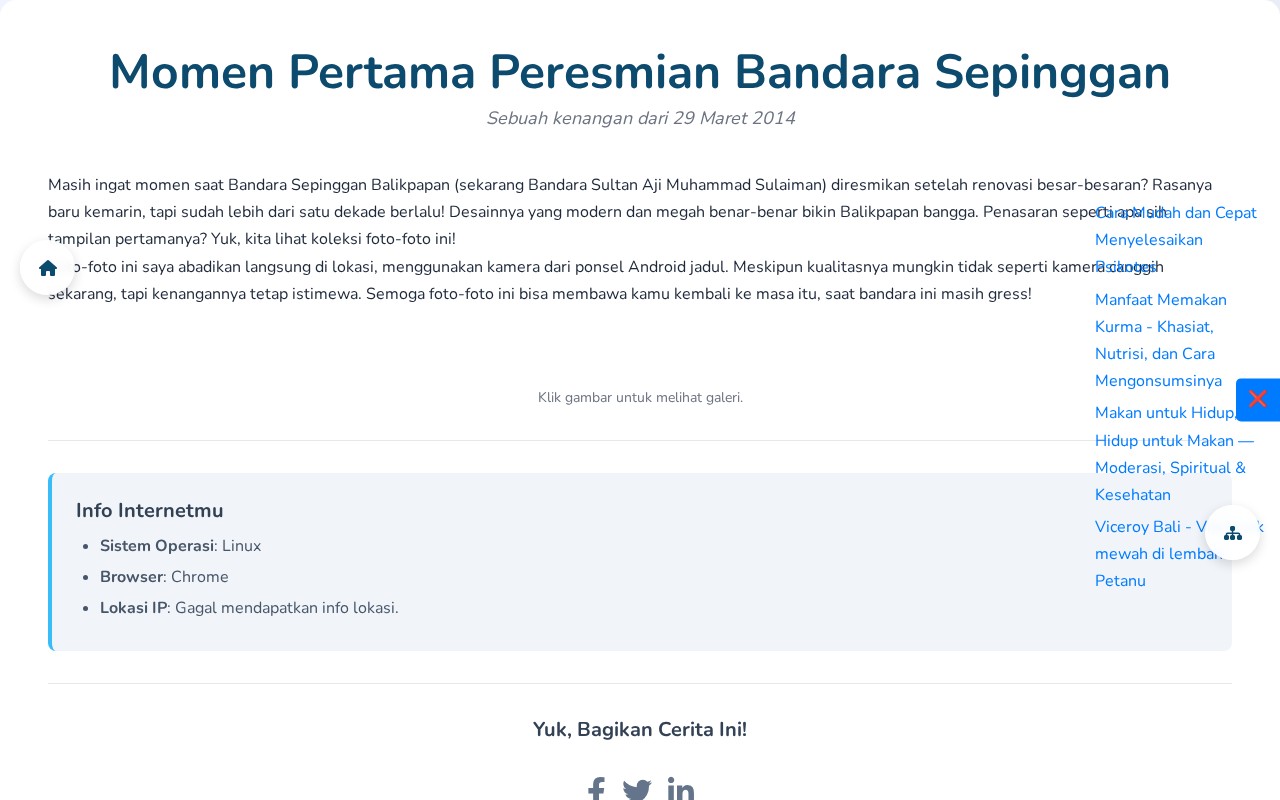 Momen Pertama Peresmian Bandara Sepinggan
Sebuah kenangan dari 29 Maret 2014
Masih ingat momen saat Bandara Sepinggan Balikpapan (sekarang Bandara Sultan Aji Muhammad Sulaiman) diresmikan setelah renovasi besar-besaran? Rasanya
baru kemarin, tapi sudah lebih dari satu dekade berlalu! Desainnya yang modern dan megah benar-benar bikin Balikpapan bangga. Penasaran seperti apa sih
tampilan pertamanya? Yuk, kita lihat koleksi foto-foto ini!
o-foto ini saya abadikan langsung di lokasi, menggunakan kamera dari ponsel Android jadul. Meskipun kualitasnya mungkin tidak seperti kamera canggih
sekarang, tapi kenangannya tetap istimewa. Semoga foto-foto ini bisa membawa kamu kembali ke masa itu, saat bandara ini masih gress!
Klik gambar untuk melihat galeri.
Info Internetmu
Sistem Operasi: Linux
Browser: Chrome
Lokasi IP: Gagal mendapatkan info lokasi.
Yuk, Bagikan Cerita Ini!
Cara Mudah dan Cepat
Menyelesaikan
Psikotes
Manfaat Memakan
Kurma - Khasiat,
Nutrisi, dan Cara
Mengonsumsinya
Makan untuk Hidup,
Hidup untuk Makan —
Moderasi, Spiritual &
Kesehatan
Viceroy Bali -
mewah di lembah
Petanu